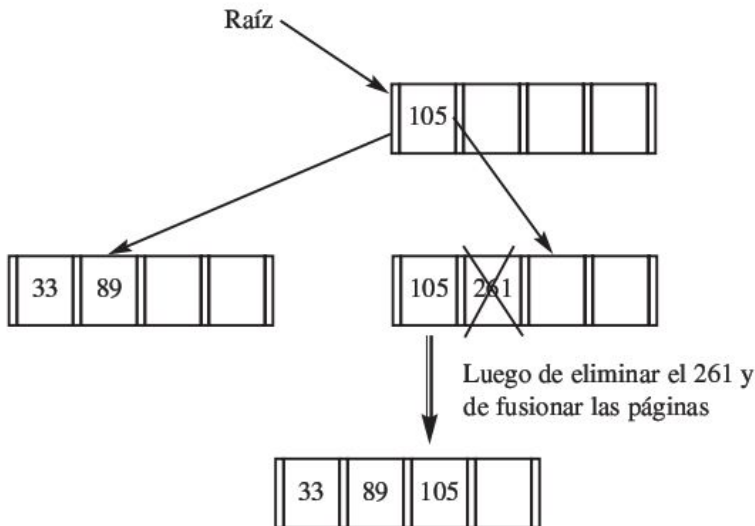 Raíz
105
33 89
105 261
Luego de eliminar el 261 y
de fusionar las páginas
33 89 105